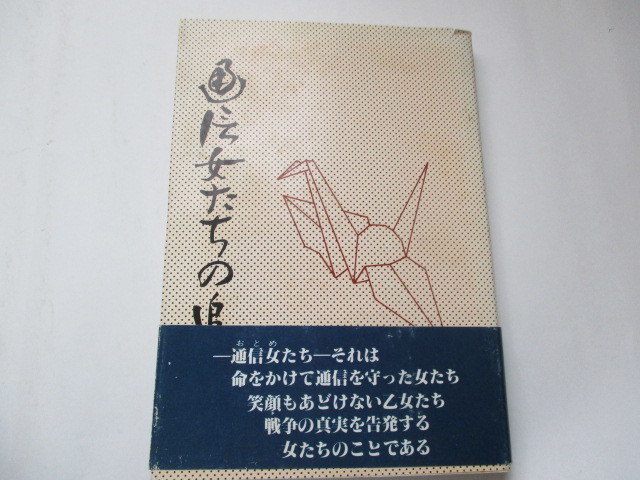 通信女たちの
―通信女たち―それは
おとめ
命をかけて通信を守った女たち
笑顔もあどけない乙女たち
戦争の真実を告発する
女たちのことである